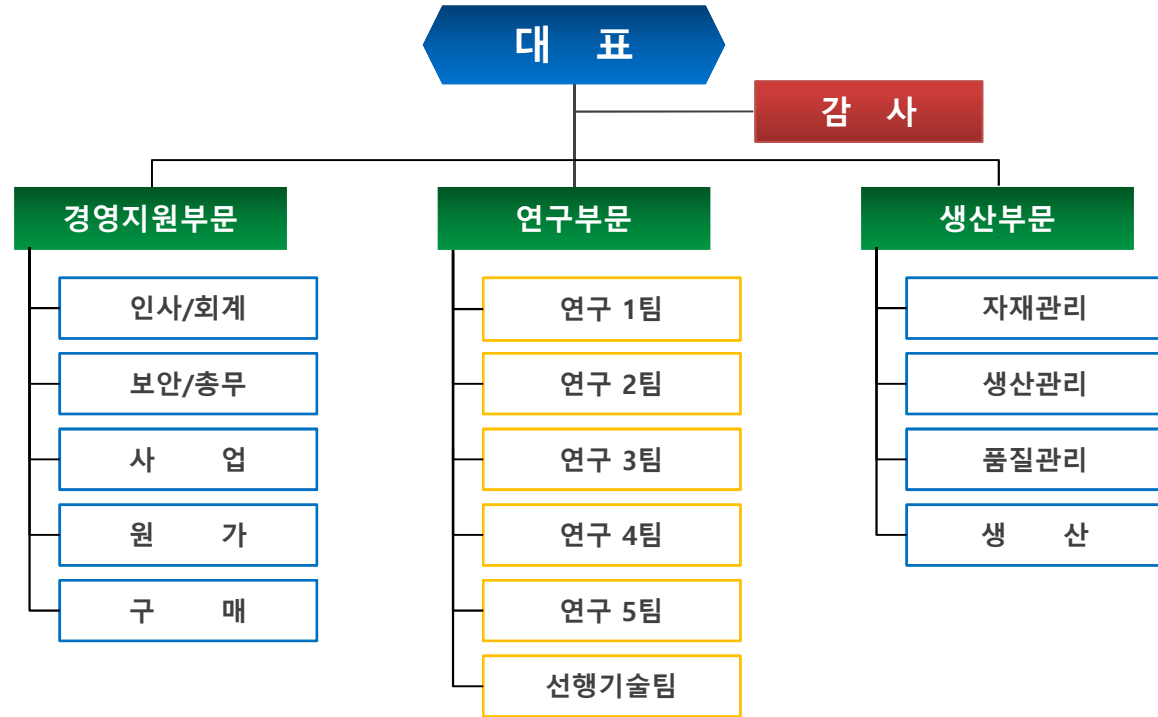 대 표
감 사
경영지원부문
인사/회계
보안/총무
사 업
원 가
구 매
연구부문
연구 1팀
연구 2팀
연구 3팀
연구 4팀
연구 5팀
선행기술팀
생산부문
자재관리
생산관리
품질관리
생 산